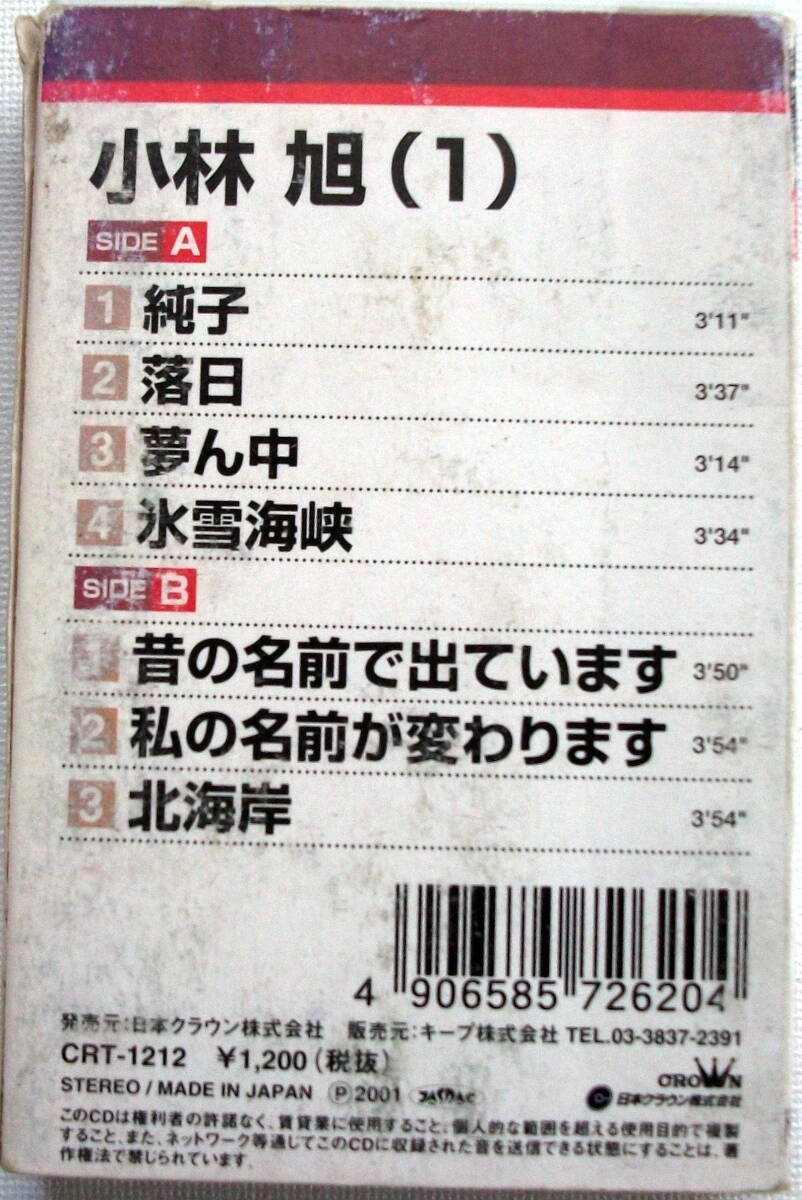 小林 旭(1)
SIDE A
1 純子 3'11"
2 落日 3'37"
3 夢ん中 3'14"
4 氷雪海峡 3'34"
SIDE B
1 昔の名前で出ています 3'50"
2 私の名前が変わります 3'54"
3 北海岸 3'54"
4 906585 726204
発売元:日本クラウン株式会社 販売元:キープ株式会社 TEL.03-3837-2391
CRT-1212 ¥1,200(税抜)
STEREO / MADE IN JAPAN Ⓟ2001 JASRAC
CROWN
日本クラウン株式会社
このCDは権利者の許諾なく、賃貸業に使用すること、個人的な範囲を超える使用目的で複製
すること、また、ネットワーク等通してこのCDに収録された音を送信できる状態にすることは、著
作権法で禁じられています。